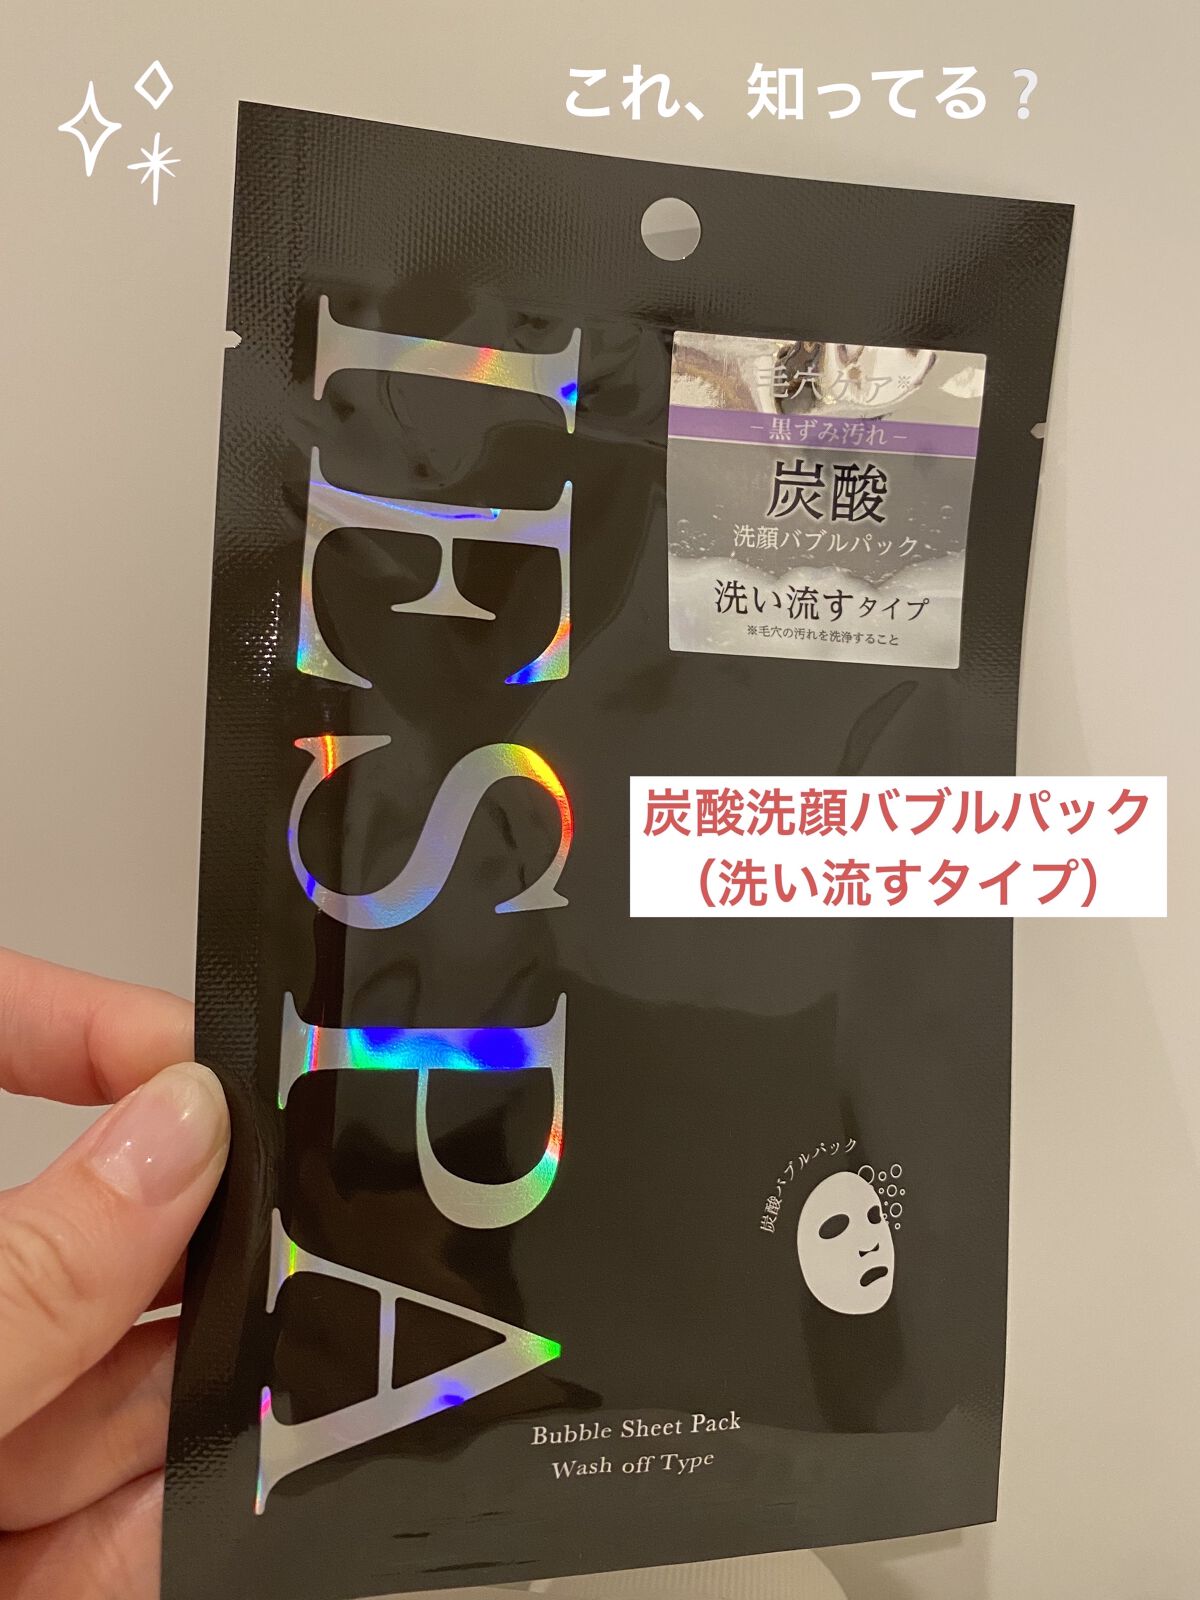 これ、知ってる❔
IESPA
毛穴ケア※
－黒ずみ汚れ－
炭酸
洗顔バブルパック
洗い流すタイプ
※毛穴の汚れを洗浄すること
炭酸洗顔バブルパック
（洗い流すタイプ）
炭酸バブルパック
Bubble Sheet Pack
Wash off Type